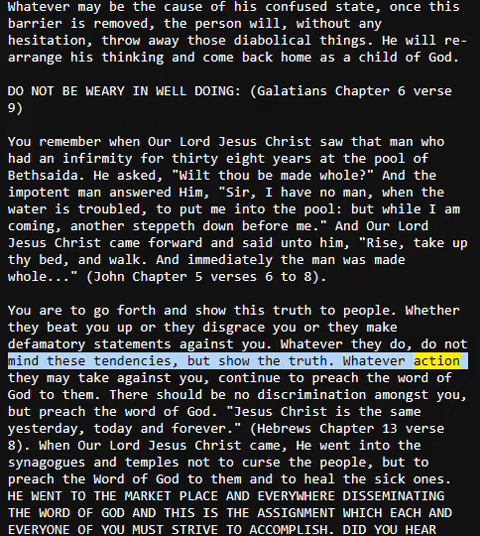 Whatever may be the cause of his confused state, once this
barrier is removed, the person will, without any
hesitation, throw away those diabolical things. He will re-
arrange his thinking and come back home as a child of God.
DO NOT BE WEARY IN WELL DOING: (Galatians Chapter 6 verse
9)
You remember when Our Lord Jesus Christ saw that man who
had an infirmity for thirty eight years at the pool of
Bethsaida. He asked, "Wilt thou be made whole?" And the
impotent man answered Him, "Sir, I have no man, when the
water is troubled, to put me into the pool: but while I am
coming, another steppeth down before me." And Our Lord
Jesus Christ came forward and said unto him, "Rise, take up
thy bed, and walk. And immediately the man was made
whole..." (John Chapter 5 verses 6 to 8).
You are to go forth and show this truth to people. Whether
they beat you up or they disgrace you or they make
defamatory statements against you. Whatever they do, do not
mind these tendencies, but show the truth. Whatever action
they may take against you, continue to preach the word of
God to them. There should be no discrimination amongst you,
but preach the word of God. "Jesus Christ is the same
yesterday, today and forever." (Hebrews Chapter 13 verse
8). When Our Lord Jesus Christ came, He went into the
synagogues and temples not to curse the people, but to
preach the Word of God to them and to heal the sick ones.
HE WENT TO THE MARKET PLACE AND EVERYWHERE DISSEMINATING
THE WORD OF GOD AND THIS IS THE ASSIGNMENT WHICH EACH AND
EVERYONE OF YOU MUST STRIVE TO ACCOMPLISH. DID YOU HEAR